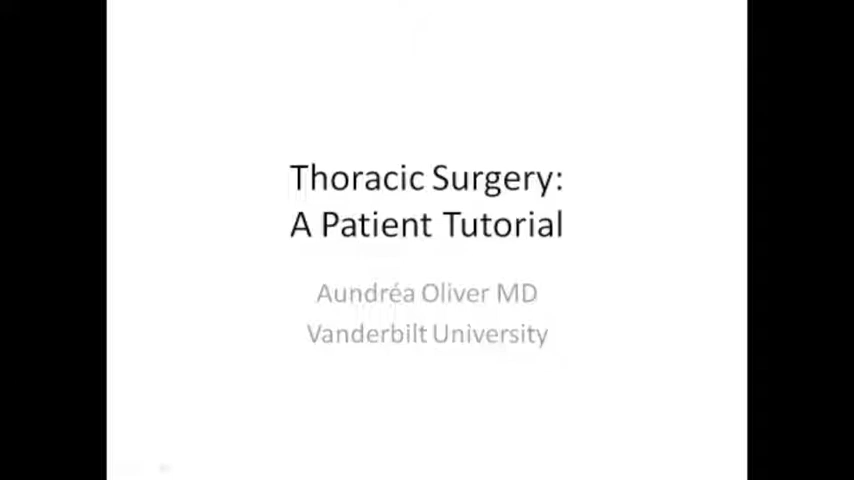 Thoracic Surgery:
A Patient Tutorial
Aundréa Oliver MD
Vanderbilt University